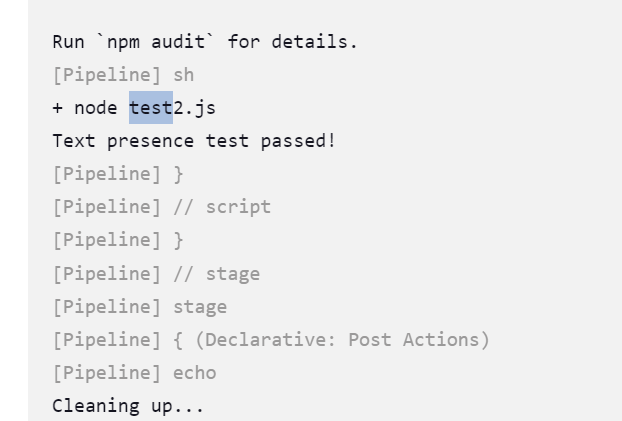 Run `npm audit` for details.
[Pipeline] sh
+ node test2.js
Text presence test passed!
[Pipeline] }
[Pipeline] // script
[Pipeline] }
[Pipeline] // stage
[Pipeline] stage
[Pipeline] { (Declarative: Post Actions)
[Pipeline] echo
Cleaning up...